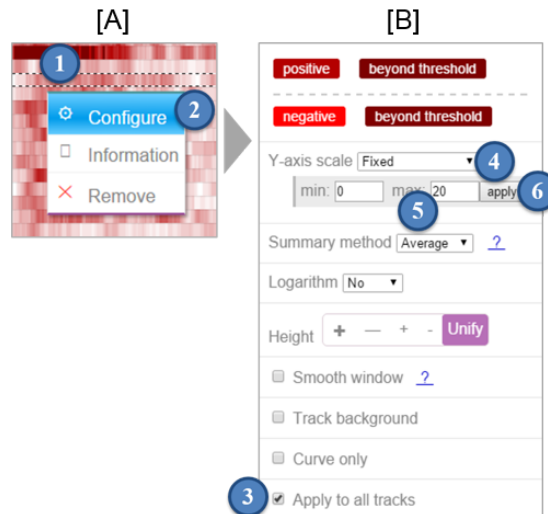 [A]
[B]
1
Configure 2
Information
Remove
positive beyond threshold
negative beyond threshold
Y-axis scale Fixed 4
min: 0 max: 20 apply 6
5
Summary method Average ?
Logarithm No
Height + — + - Unify
Smooth window ?
Track background
Curve only
3 Apply to all tracks